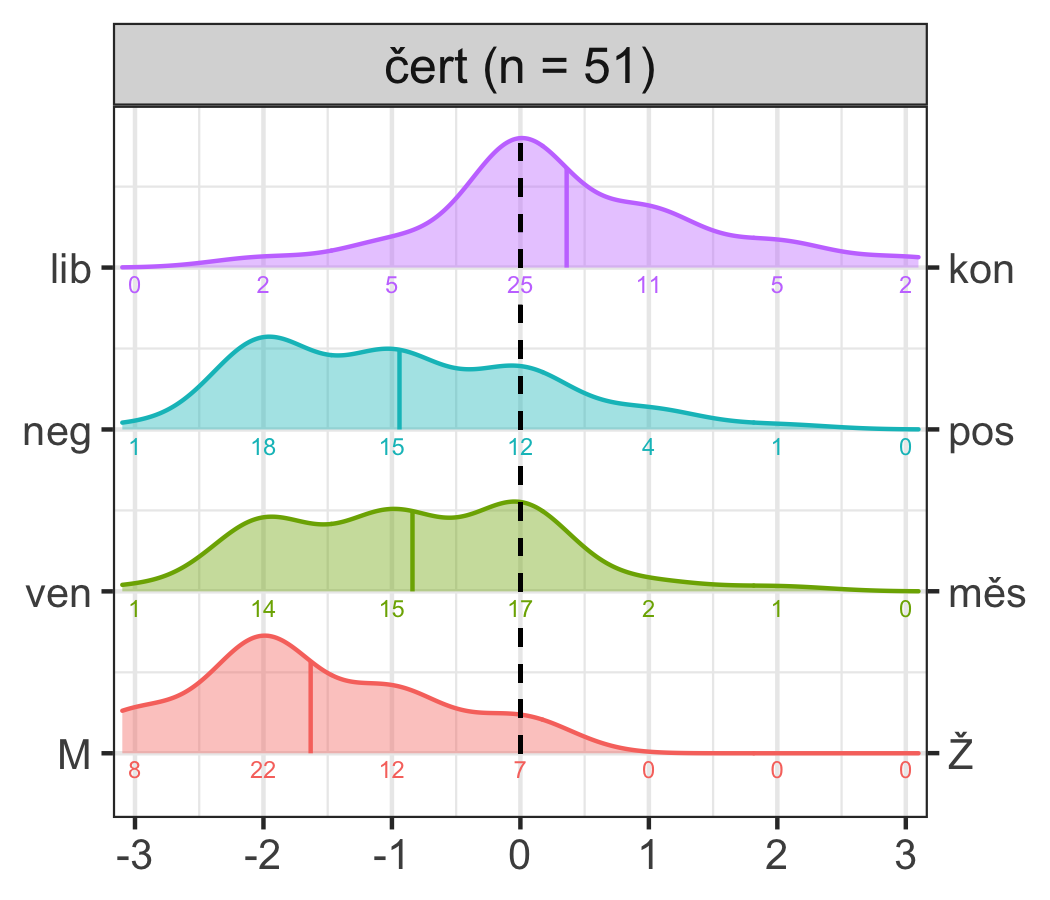 čert (n = 51)
lib kon
0 2 5 25 11 5 2
neg pos
1 18 15 12 4 1 0
ven měs
1 14 15 17 2 1 0
M Ž
8 22 12 7 0 0 0
-3 -2 -1 0 1 2 3